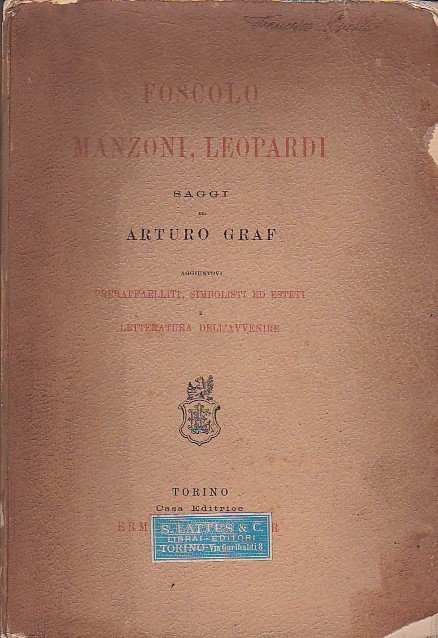 FOSCOLO
MANZONI, LEOPARDI
SAGGI
DI
ARTURO GRAF
AGGIUNTOVI
PRERAFFAELLITI, SIMBOLISTI ED ESTETI
E
LETTERATURA DELL'AVVENIRE
TORINO
Casa Editrice
S. LATTES & C.
LIBRAI-EDITORI
TORINO-Via Garibaldi 3